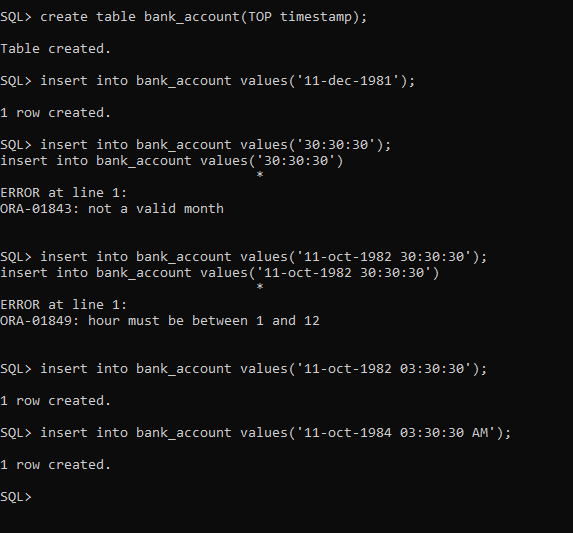 SQL> create table bank_account(TOP timestamp);
Table created.
SQL> insert into bank_account values('11-dec-1981');
1 row created.
SQL> insert into bank_account values('30:30:30');
insert into bank_account values('30:30:30')
*
ERROR at line 1:
ORA-01843: not a valid month
SQL> insert into bank_account values('11-oct-1982 30:30:30');
insert into bank_account values('11-oct-1982 30:30:30')
*
ERROR at line 1:
ORA-01849: hour must be between 1 and 12
SQL> insert into bank_account values('11-oct-1982 03:30:30');
1 row created.
SQL> insert into bank_account values('11-oct-1984 03:30:30 AM');
1 row created.
SQL>